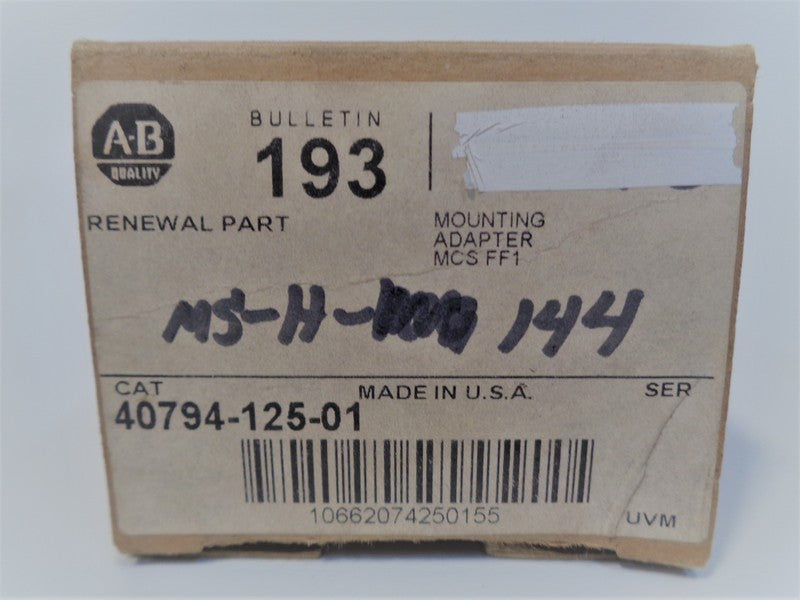 A-B
QUALITY
BULLETIN
193
RENEWAL PART
MOUNTING
ADAPTER
MCS FF1
MS-H- 144
CAT
MADE IN U.S.A.
SER
40794-125-01
10662074250155
UVM